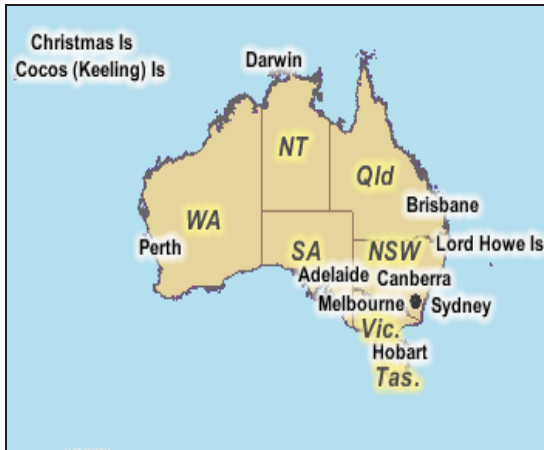 Christmas Is
Cocos (Keeling) Is
Darwin
NT
Qld
WA
Brisbane
Perth
SA
NSW
Lord Howe Is
Adelaide
Canberra
Melbourne
Sydney
Vic.
Hobart
Tas.